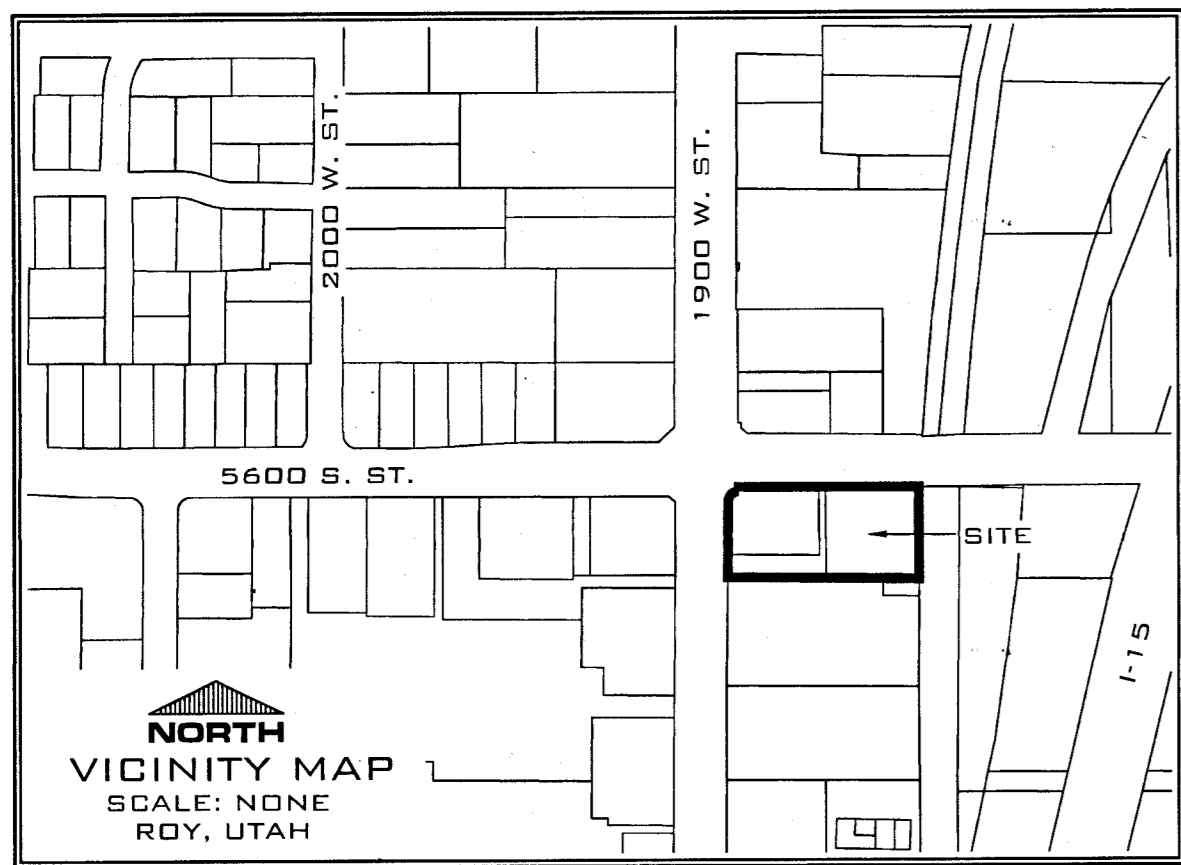 2000 W. ST.
1900 W. ST.
5600 S. ST.
SITE
I-15
NORTH
VICINITY MAP
SCALE: NONE
ROY, UTAH